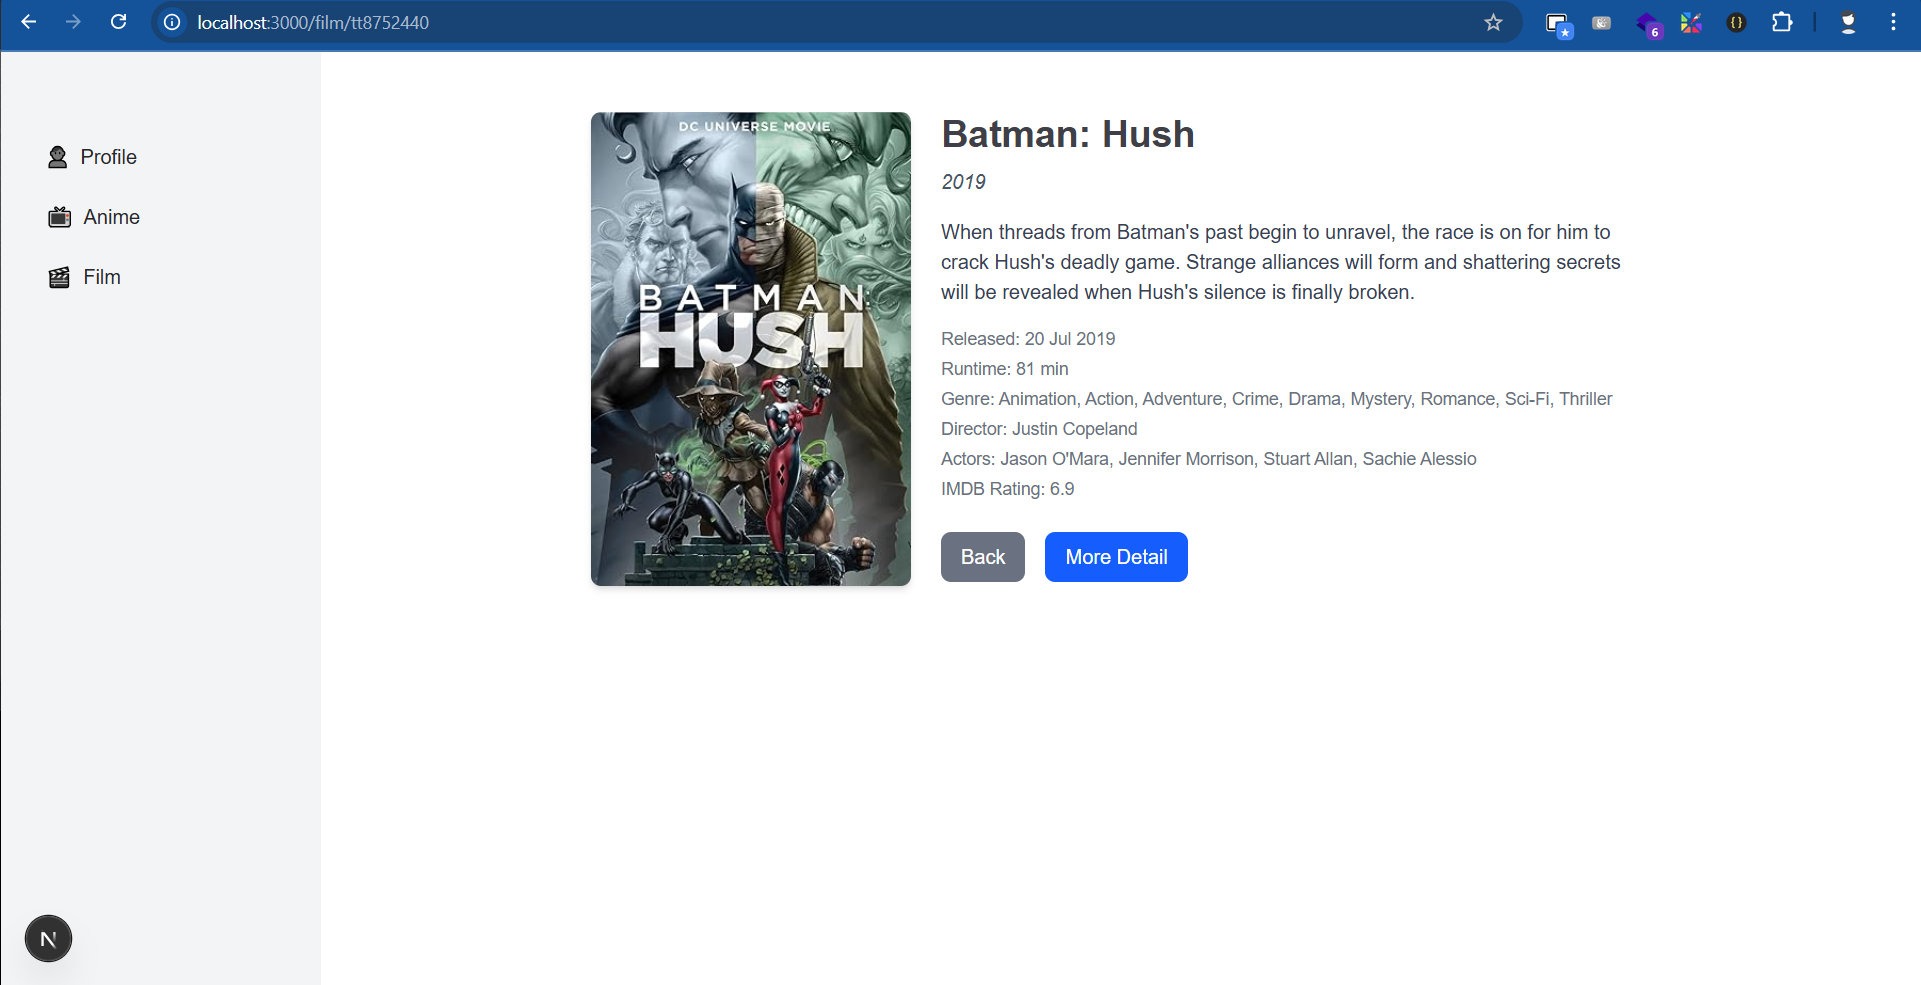 localhost:3000/film/tt8752440
6
Profile
Anime
Film
DC UNIVERSE MOVIE
BATMAN:
HUSH
Batman: Hush
2019
When threads from Batman's past begin to unravel, the race is on for him to
crack Hush's deadly game. Strange alliances will form and shattering secrets
will be revealed when Hush's silence is finally broken.
Released: 20 Jul 2019
Runtime: 81 min
Genre: Animation, Action, Adventure, Crime, Drama, Mystery, Romance, Sci-Fi, Thriller
Director: Justin Copeland
Actors: Jason O'Mara, Jennifer Morrison, Stuart Allan, Sachie Alessio
IMDB Rating: 6.9
Back
More Detail
N